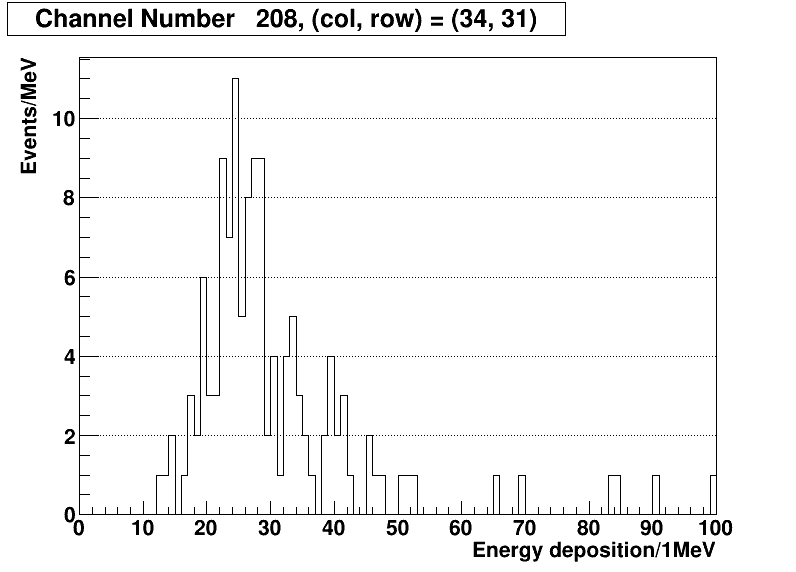 Channel Number 208, (col, row) = (34, 31)
Events/MeV
10
8
6
4
2
0
0 10 20 30 40 50 60 70 80 90 100
Energy deposition/1MeV